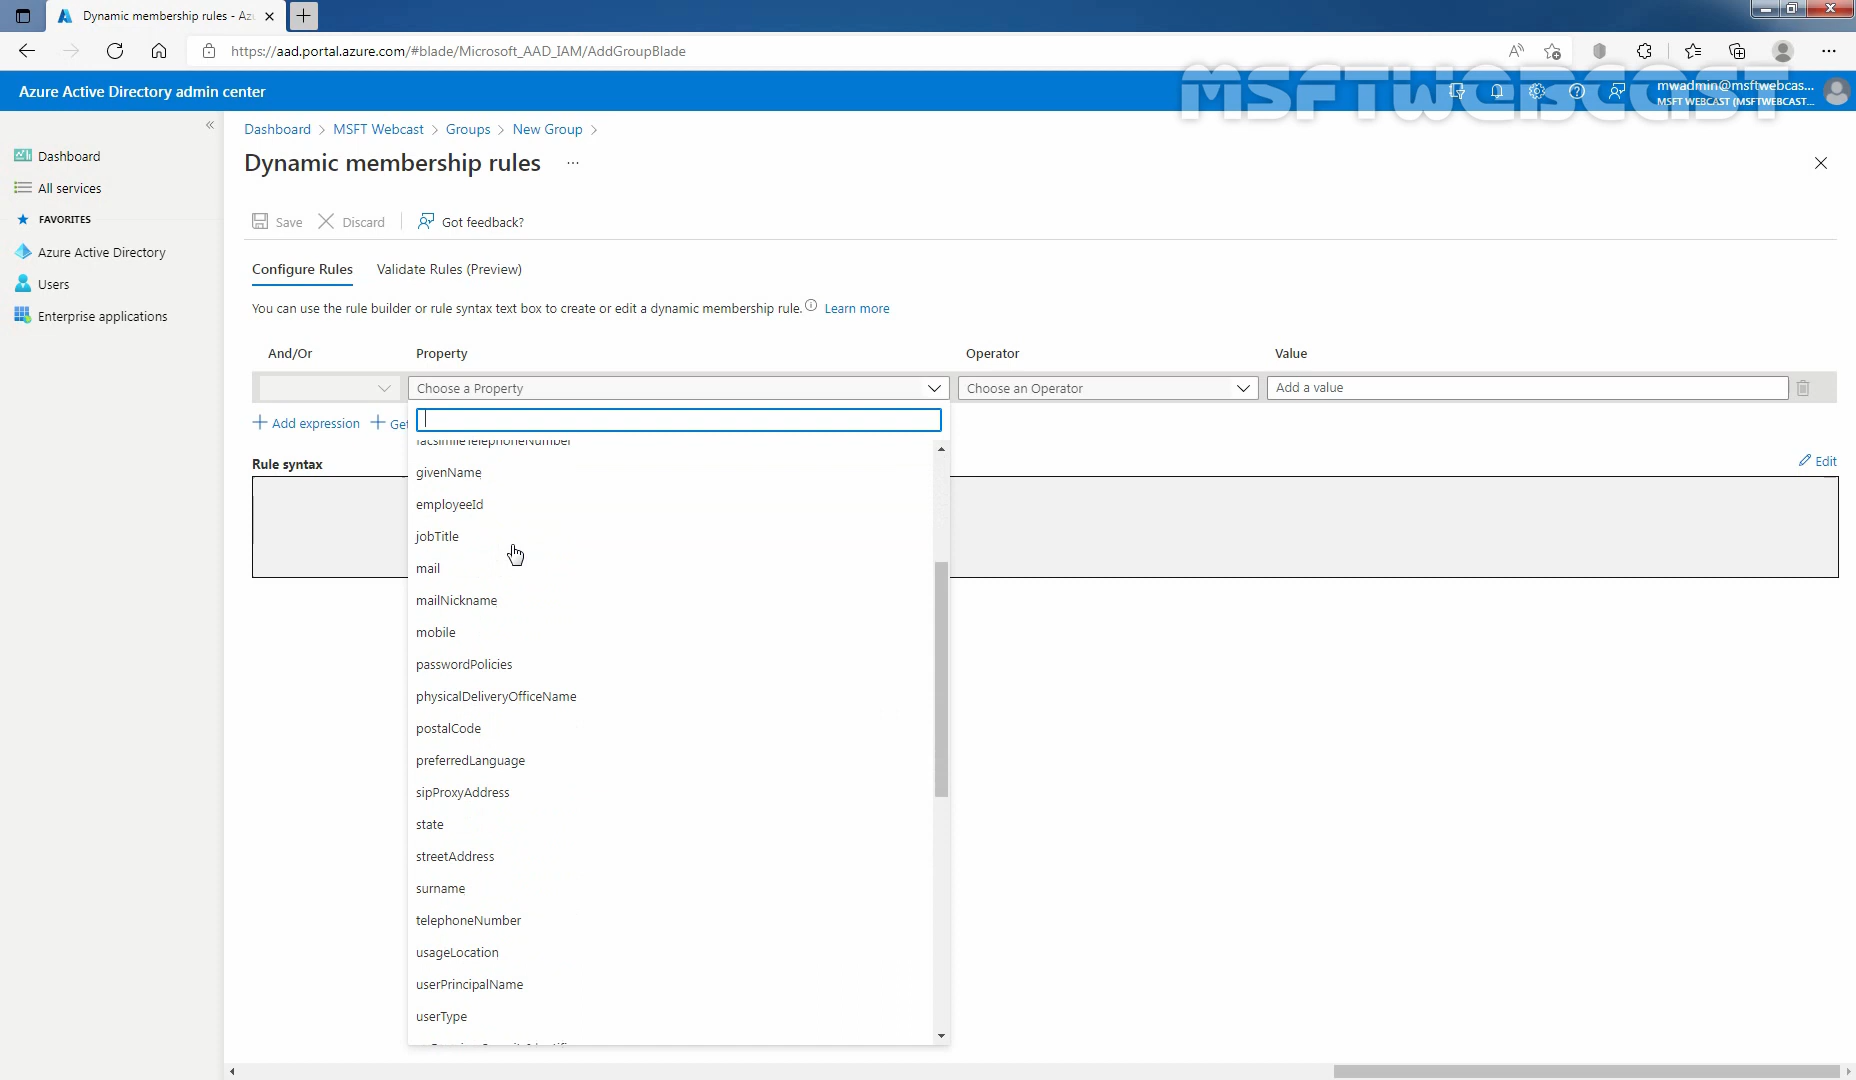 Dynamic membership rules - Az
https://aad.portal.azure.com/#blade/Microsoft_AAD_IAM/AddGroupBlade
MSFTWEBCAST
Azure Active Directory admin center
mwadmin@msftwebcas...
MSFT WEBCAST (MSFTWEBCAST....
Dashboard > MSFT Webcast > Groups > New Group >
Dynamic membership rules ...
Dashboard
All services
FAVORITES
Azure Active Directory
Users
Enterprise applications
Save Discard Got feedback?
Configure Rules Validate Rules (Preview)
You can use the rule builder or rule syntax text box to create or edit a dynamic membership rule. Learn more
And/Or Property Operator Value
Choose a Property Choose an Operator Add a value
+ Add expression + Get
Rule syntax Edit
facsimileTelephoneNumber
givenName
employeeId
jobTitle
mail
mailNickname
mobile
passwordPolicies
physicalDeliveryOfficeName
postalCode
preferredLanguage
sipProxyAddress
state
streetAddress
surname
telephoneNumber
usageLocation
userPrincipalName
userType